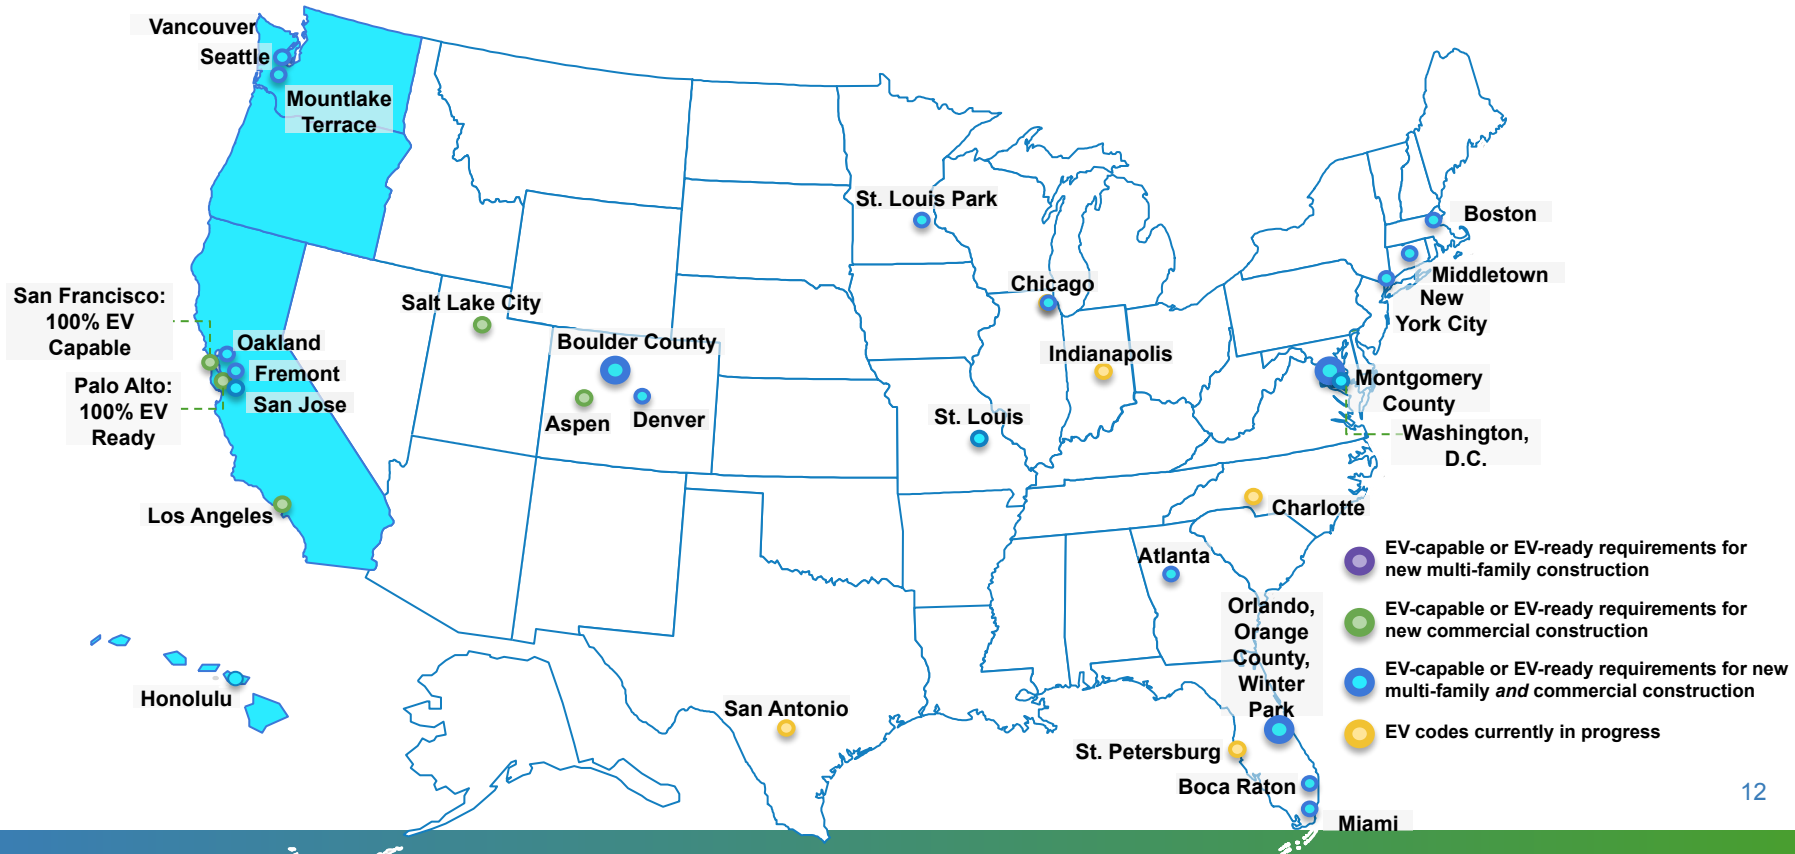 Vancouver
Seattle
Mountlake
Terrace
St. Louis Park
Boston
Middletown
New
York City
Chicago
Salt Lake City
San Francisco:
100% EV
Capable
Oakland
Fremont
San Jose
Palo Alto:
100% EV
Ready
Boulder County
Aspen
Denver
Indianapolis
St. Louis
Montgomery
County
Washington,
D.C.
Los Angeles
Charlotte
Atlanta
Orlando,
Orange
County,
Winter
Park
Honolulu
San Antonio
St. Petersburg
Boca Raton
Miami
EV-capable or EV-ready requirements for
new multi-family construction
EV-capable or EV-ready requirements for
new commercial construction
EV-capable or EV-ready requirements for new
multi-family and commercial construction
EV codes currently in progress
12